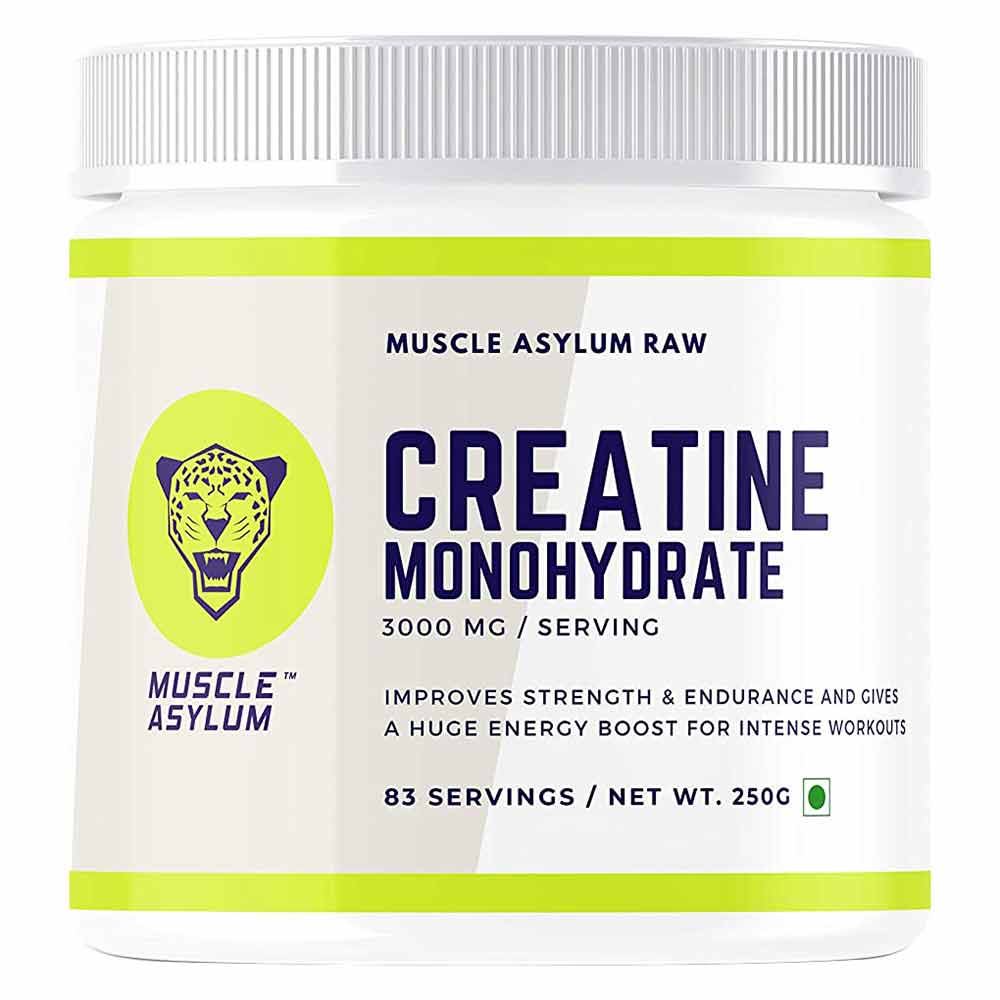 MUSCLE ASYLUM RAW
CREATINE
MONOHYDRATE
3000 MG / SERVING
IMPROVES STRENGTH & ENDURANCE AND GIVES
A HUGE ENERGY BOOST FOR INTENSE WORKOUTS
83 SERVINGS / NET WT. 250G
MUSCLE™
ASYLUM